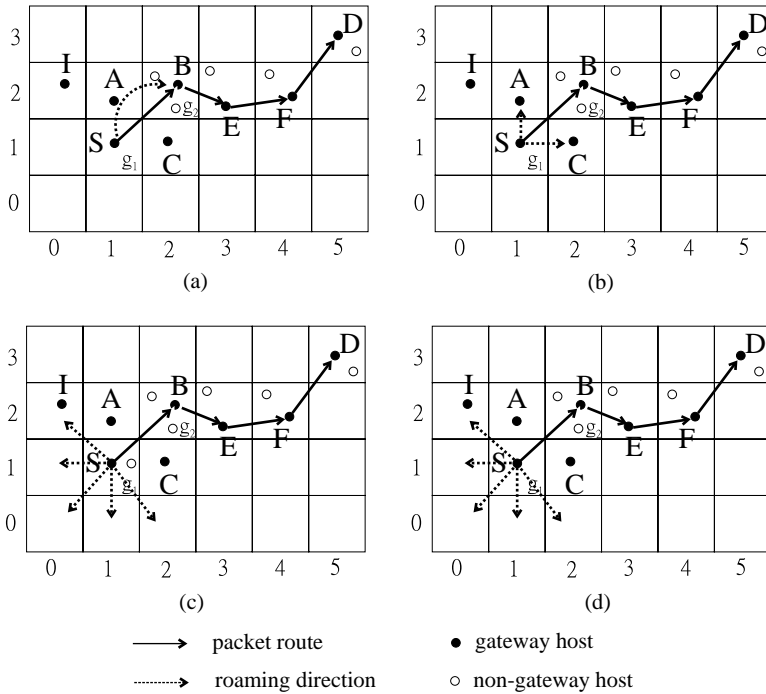 3
2
1
0
I
A
B
D
g₂
E
F
S
g₁
C
0 1 2 3 4 5
(a)
3
2
1
0
I
A
B
D
g₂
E
F
S
g₁
C
0 1 2 3 4 5
(b)
3
2
1
0
I
A
B
D
g₂
E
F
S
g₁
C
0 1 2 3 4 5
(c)
3
2
1
0
I
A
B
D
g₂
E
F
S
g₁
C
0 1 2 3 4 5
(d)
packet route
gateway host
roaming direction
non-gateway host